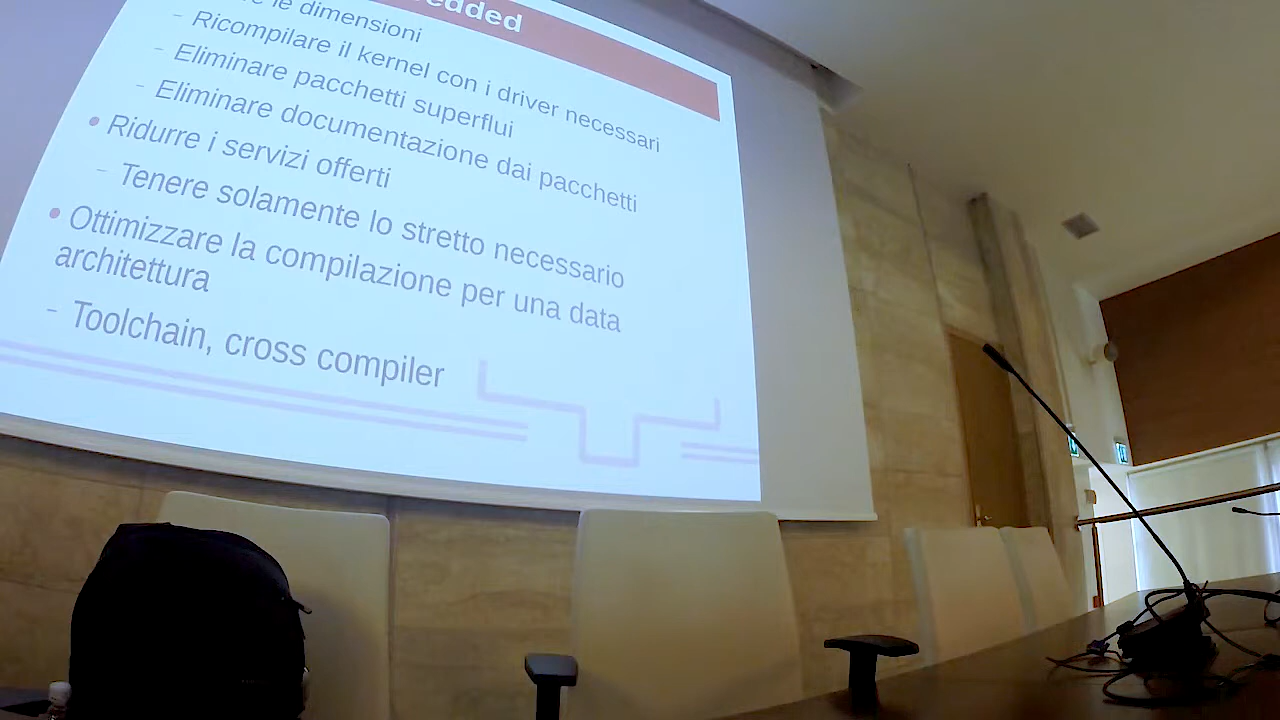 le dimensioni
- Ricompilare il kernel con i driver necessari
- Eliminare pacchetti superflui
- Eliminare documentazione dai pacchetti
• Ridurre i servizi offerti
- Tenere solamente lo stretto necessario
• Ottimizzare la compilazione per una data
architettura
- Toolchain, cross compiler